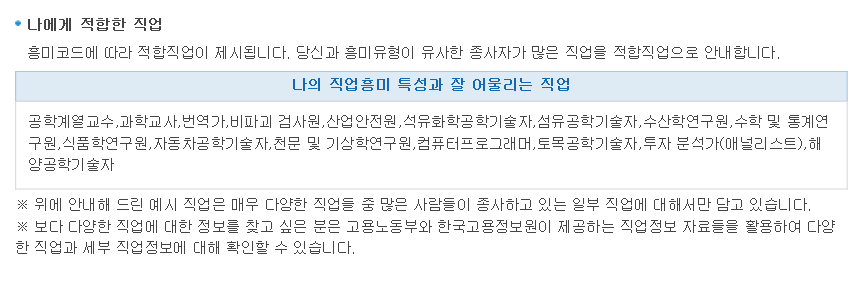 나에게 적합한 직업
흥미코드에 따라 적합직업이 제시됩니다. 당신과 흥미유형이 유사한 종사자가 많은 직업을 적합직업으로 안내합니다.
나의 직업흥미 특성과 잘 어울리는 직업
공학계열교수,과학교사,번역가,비파괴 검사원,산업안전원,석유화학공학기술자,섬유공학기술자,수산학연구원,수학 및 통계연
구원,식품학연구원,자동차공학기술자,천문 및 기상학연구원,컴퓨터프로그래머,토목공학기술자,투자 분석가(애널리스트),해
양공학기술자
※ 위에 안내해 드린 예시 직업은 매우 다양한 직업들 중 많은 사람들이 종사하고 있는 일부 직업에 대해서만 담고 있습니다.
※ 보다 다양한 직업에 대한 정보를 찾고 싶은 분은 고용노동부와 한국고용정보원이 제공하는 직업정보 자료들을 활용하여 다양
한 직업과 세부 직업정보에 대해 확인할 수 있습니다.